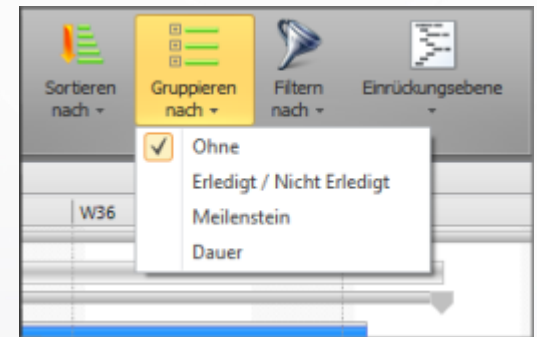 Sortieren
nach
Gruppieren
nach
Filtern
nach
Einrückungsebene
Ohne
Erledigt / Nicht Erledigt
W36
Meilenstein
Dauer